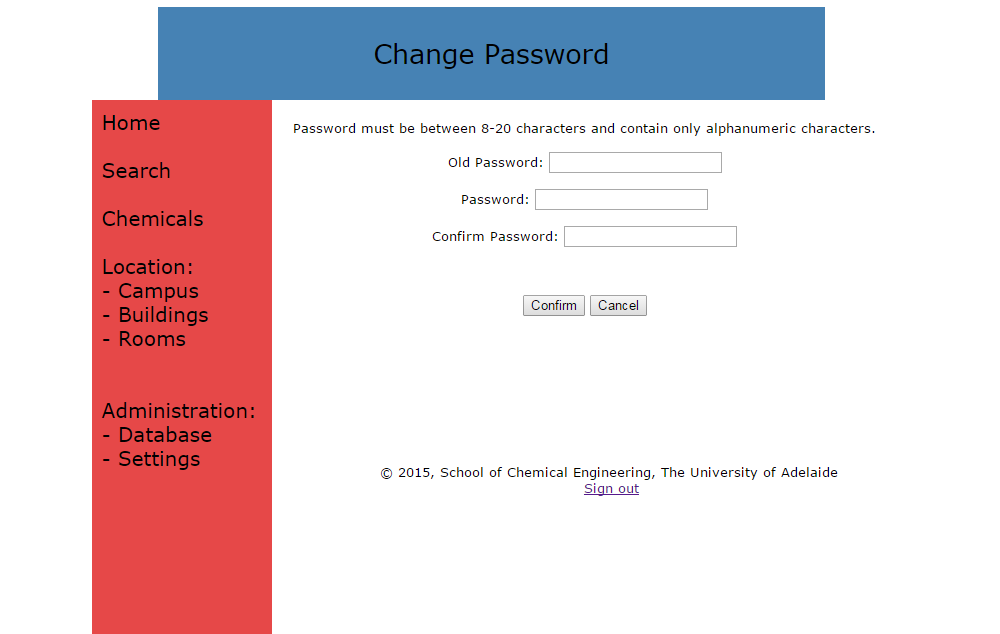 Change Password
Home
Search
Chemicals
Location:
- Campus
- Buildings
- Rooms
Administration:
- Database
- Settings
Password must be between 8-20 characters and contain only alphanumeric characters.
Old Password:
Password:
Confirm Password:
Confirm Cancel
© 2015, School of Chemical Engineering, The University of Adelaide
Sign out